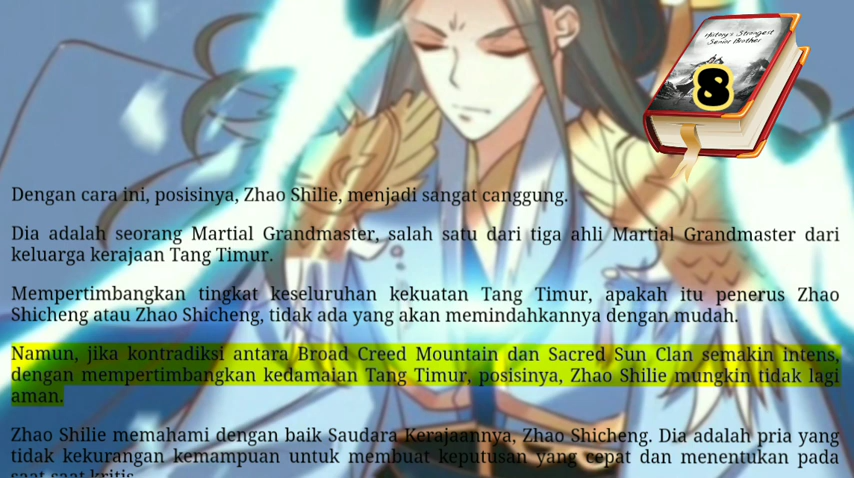 History's Strongest
Senior Brother
8
Dengan cara ini, posisinya, Zhao Shilie, menjadi sangat canggung.
Dia adalah seorang Martial Grandmaster, salah satu dari tiga ahli Martial Grandmaster dari
keluarga kerajaan Tang Timur.
Mempertimbangkan tingkat keseluruhan kekuatan Tang Timur, apakah itu penerus Zhao
Shicheng atau Zhao Shicheng, tidak ada yang akan memindahkannya dengan mudah.
Namun, jika kontradiksi antara Broad Creed Mountain dan Sacred Sun Clan semakin intens,
dengan mempertimbangkan kedamaian Tang Timur, posisinya, Zhao Shilie mungkin tidak lagi
aman.
Zhao Shilie memahami dengan baik Saudara Kerajaannya, Zhao Shicheng. Dia adalah pria yang
tidak kekurangan kemampuan untuk membuat keputusan yang cepat dan menentukan pada
saat-saat kritis.